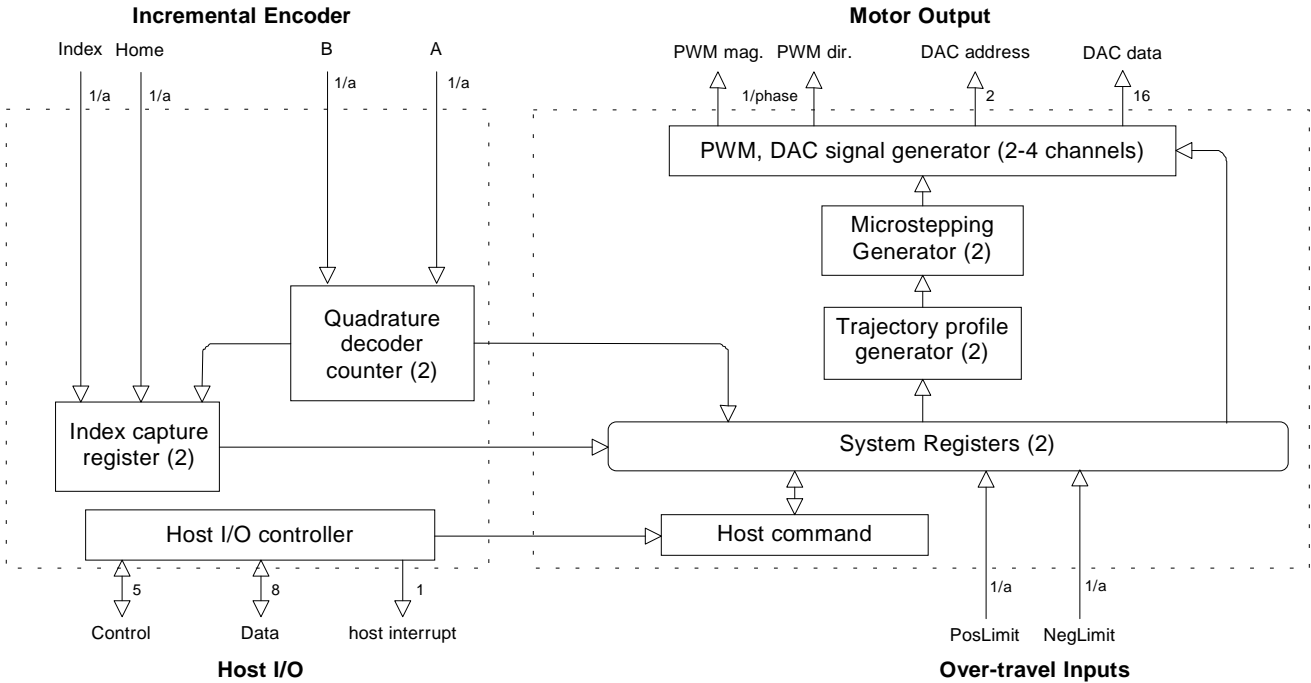 Incremental Encoder
Motor Output
Index Home B A
PWM mag. PWM dir. DAC address DAC data
1/a 1/a 1/a 1/a
1/phase 2 16
PWM, DAC signal generator (2-4 channels)
Microstepping
Generator (2)
Quadrature
decoder
counter (2)
Trajectory profile
generator (2)
Index capture
register (2)
System Registers (2)
Host I/O controller
Host command
5 8 1
1/a 1/a
Control Data host interrupt
PosLimit NegLimit
Host I/O
Over-travel Inputs